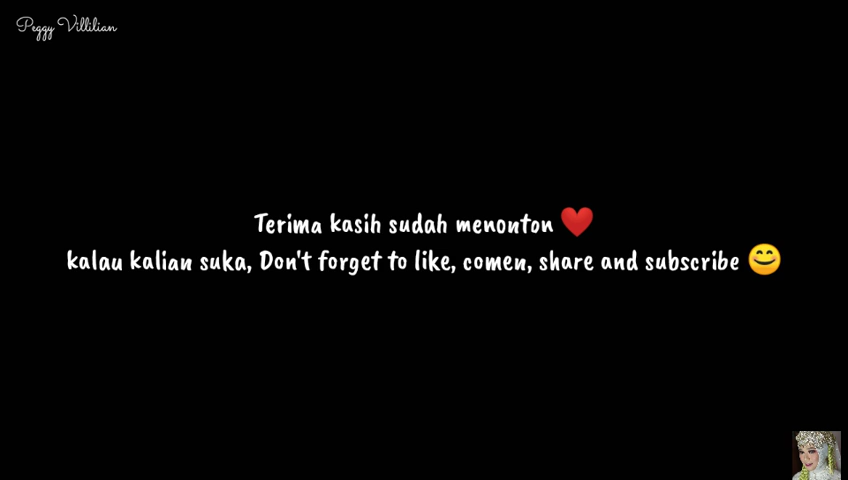 Peggy Villilian
Terima kasih sudah menonton ❤️
kalau kalian suka, Don't forget to like, comen, share and subscribe 😊